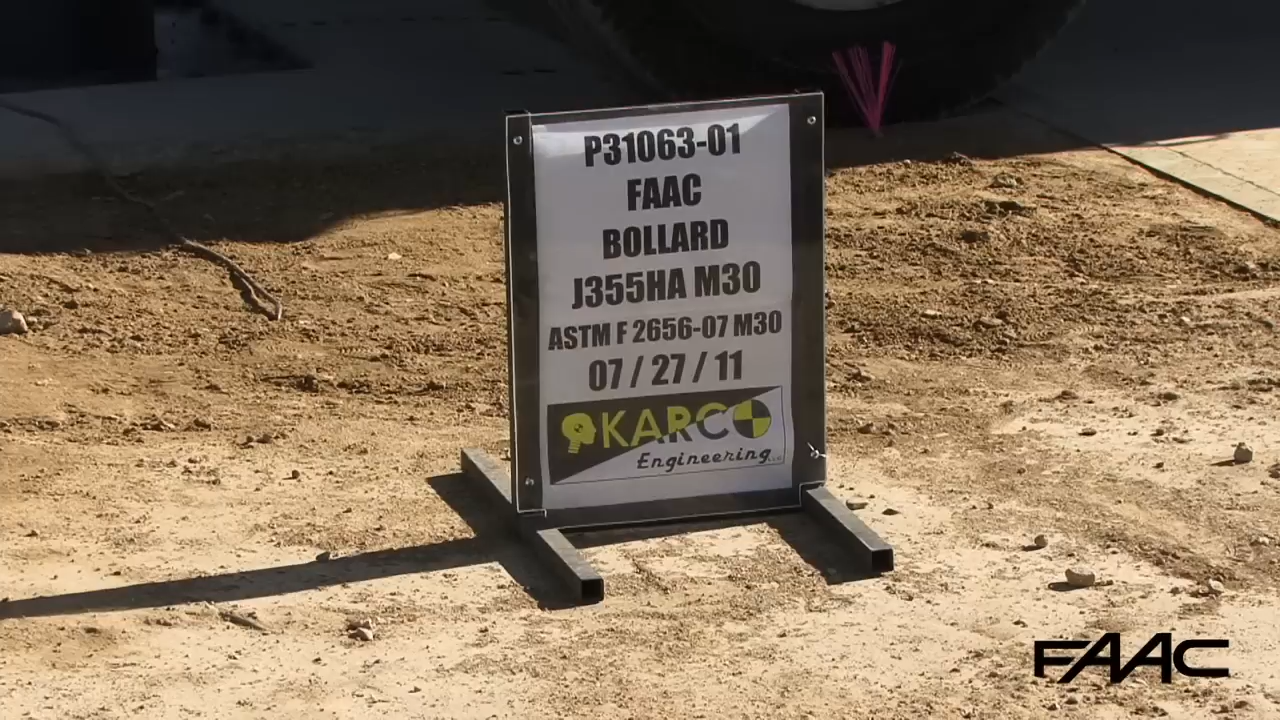 P31063-01
FAAC
BOLLARD
J355HA M30
ASTM F 2656-07 M30
07 / 27 / 11
KARCO
Engineering
FAAC